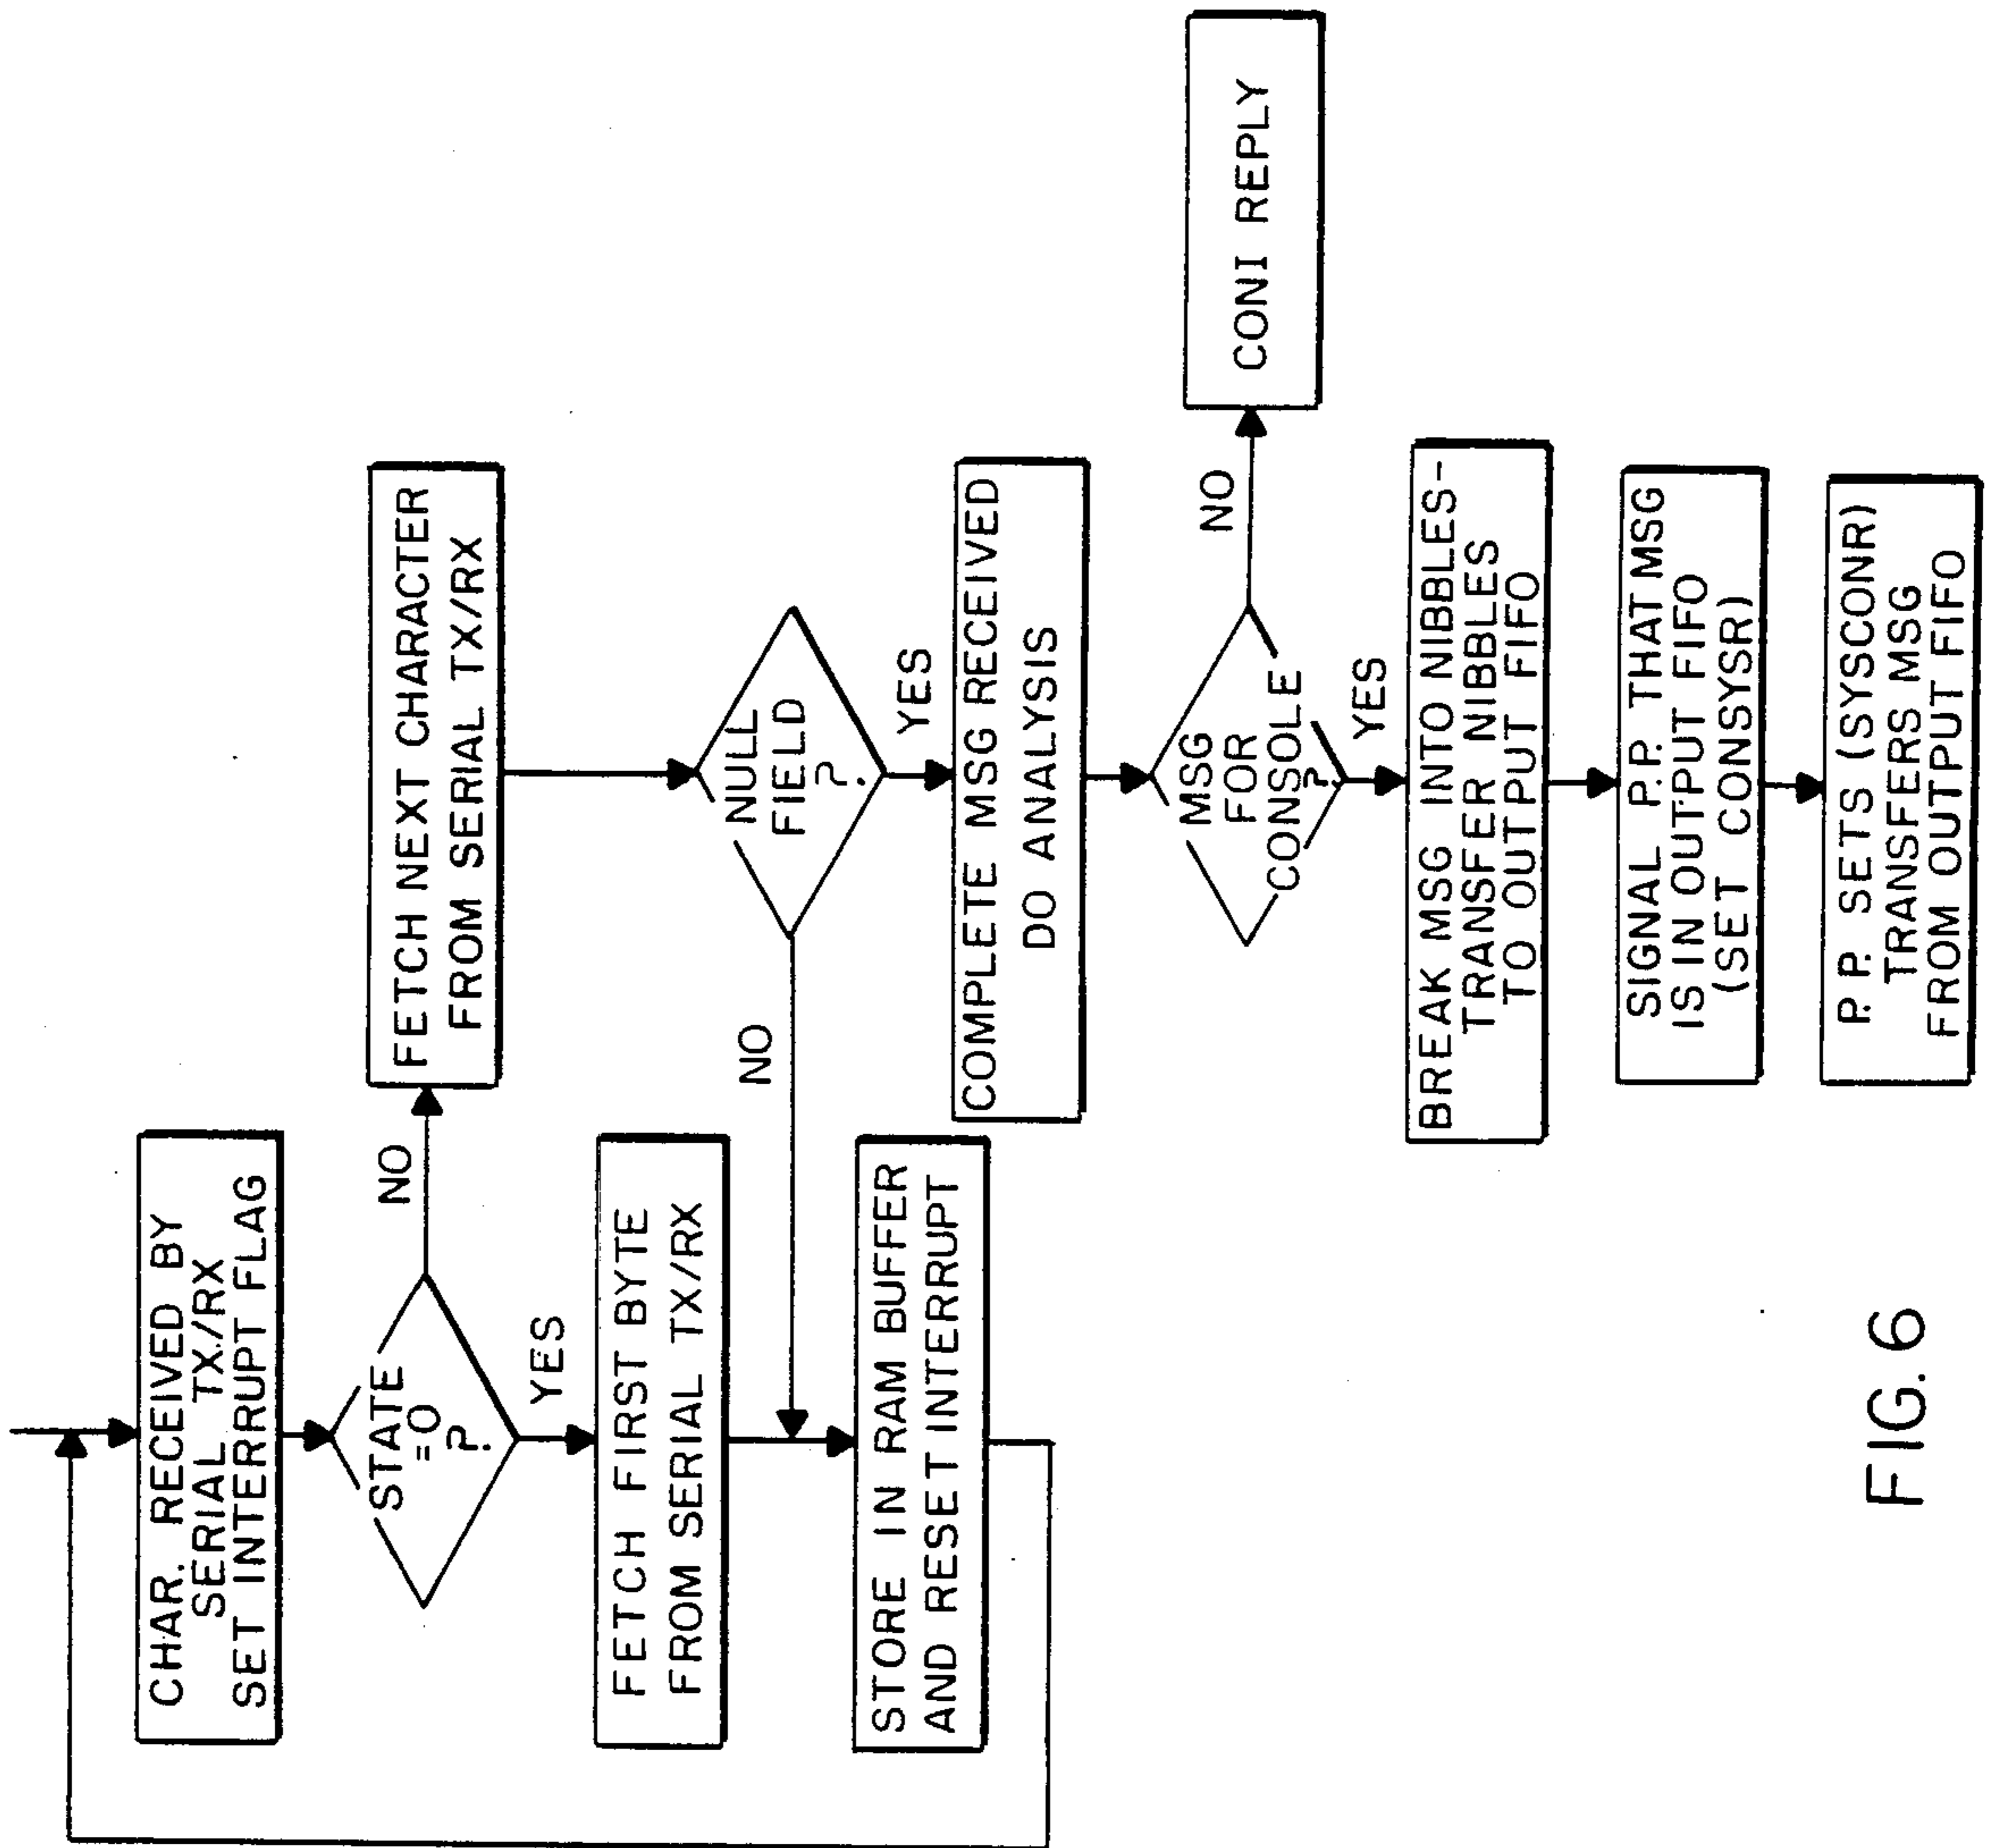 CHAR. RECEIVED BY
SERIAL TX/RX
SET INTERRUPT FLAG
STATE
=0
?
NO
YES
FETCH FIRST BYTE
FROM SERIAL TX/RX
STORE IN RAM BUFFER
AND RESET INTERRUPT
FETCH NEXT CHARACTER
FROM SERIAL TX/RX
NULL
FIELD
?
NO
YES
COMPLETE MSG RECEIVED
DO ANALYSIS
MSG
FOR
CONSOLE
?
NO
YES
CONI REPLY
BREAK MSG INTO NIBBLES-
TRANSFER NIBBLES
TO OUTPUT FIFO
SIGNAL P.P. THAT MSG
IS IN OUTPUT FIFO
(SET CONSYSR)
P.P. SETS (SYSCONR)
TRANSFERS MSG
FROM OUTPUT FIFO
FIG. 6